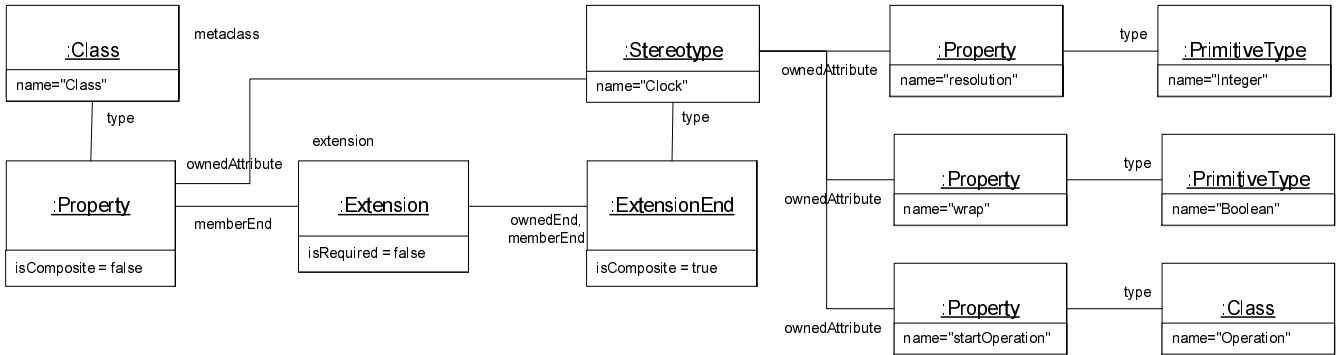 :Class
name="Class"
metaclass
:Stereotype
name="Clock"
ownedAttribute
:Property
name="resolution"
type
:PrimitiveType
name="Integer"
type
type
extension
ownedAttribute
:Property
isComposite = false
memberEnd
:Extension
isRequired = false
ownedEnd,
memberEnd
:ExtensionEnd
isComposite = true
ownedAttribute
:Property
name="wrap"
type
:PrimitiveType
name="Boolean"
ownedAttribute
:Property
name="startOperation"
type
:Class
name="Operation"